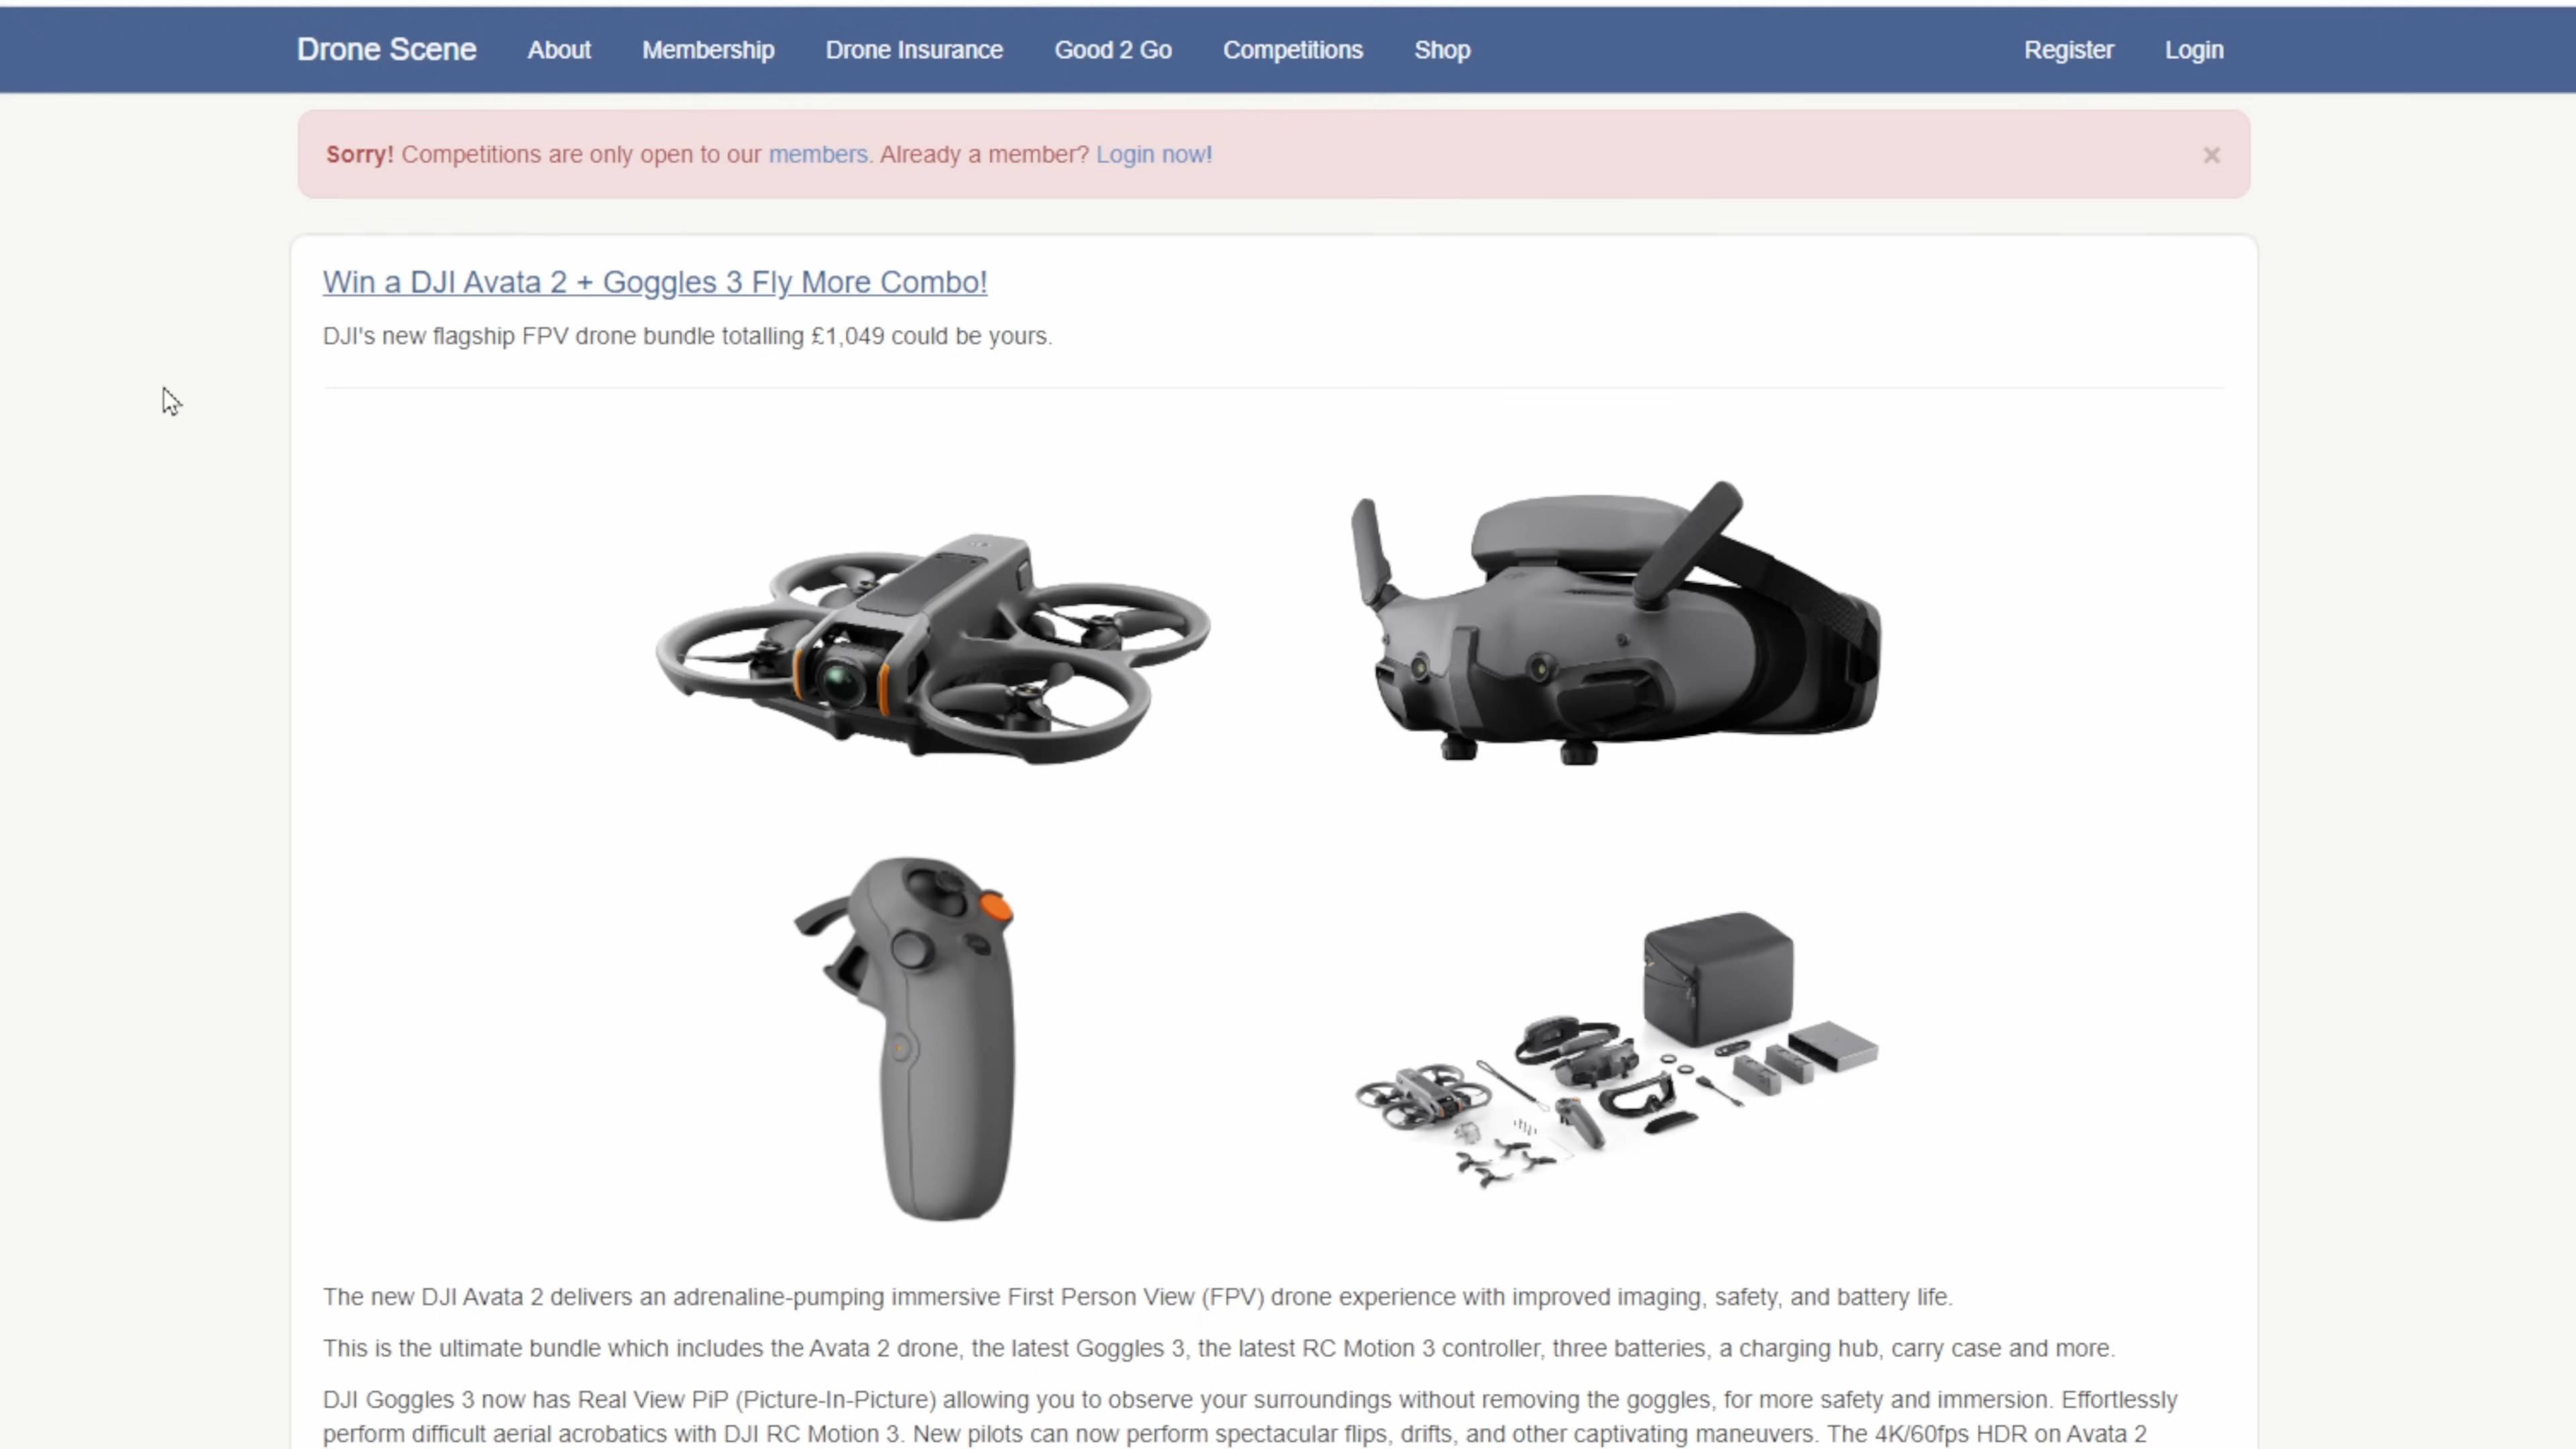 Drone Scene About Membership Drone Insurance Good 2 Go Competitions Shop Register Login
Sorry! Competitions are only open to our members. Already a member? Login now! ×
Win a DJI Avata 2 + Goggles 3 Fly More Combo!
DJI's new flagship FPV drone bundle totalling £1,049 could be yours.
The new DJI Avata 2 delivers an adrenaline-pumping immersive First Person View (FPV) drone experience with improved imaging, safety, and battery life.
This is the ultimate bundle which includes the Avata 2 drone, the latest Goggles 3, the latest RC Motion 3 controller, three batteries, a charging hub, carry case and more.
DJI Goggles 3 now has Real View PiP (Picture-In-Picture) allowing you to observe your surroundings without removing the goggles, for more safety and immersion. Effortlessly
perform difficult aerial acrobatics with DJI RC Motion 3. New pilots can now perform spectacular flips, drifts, and other captivating maneuvers. The 4K/60fps HDR on Avata 2